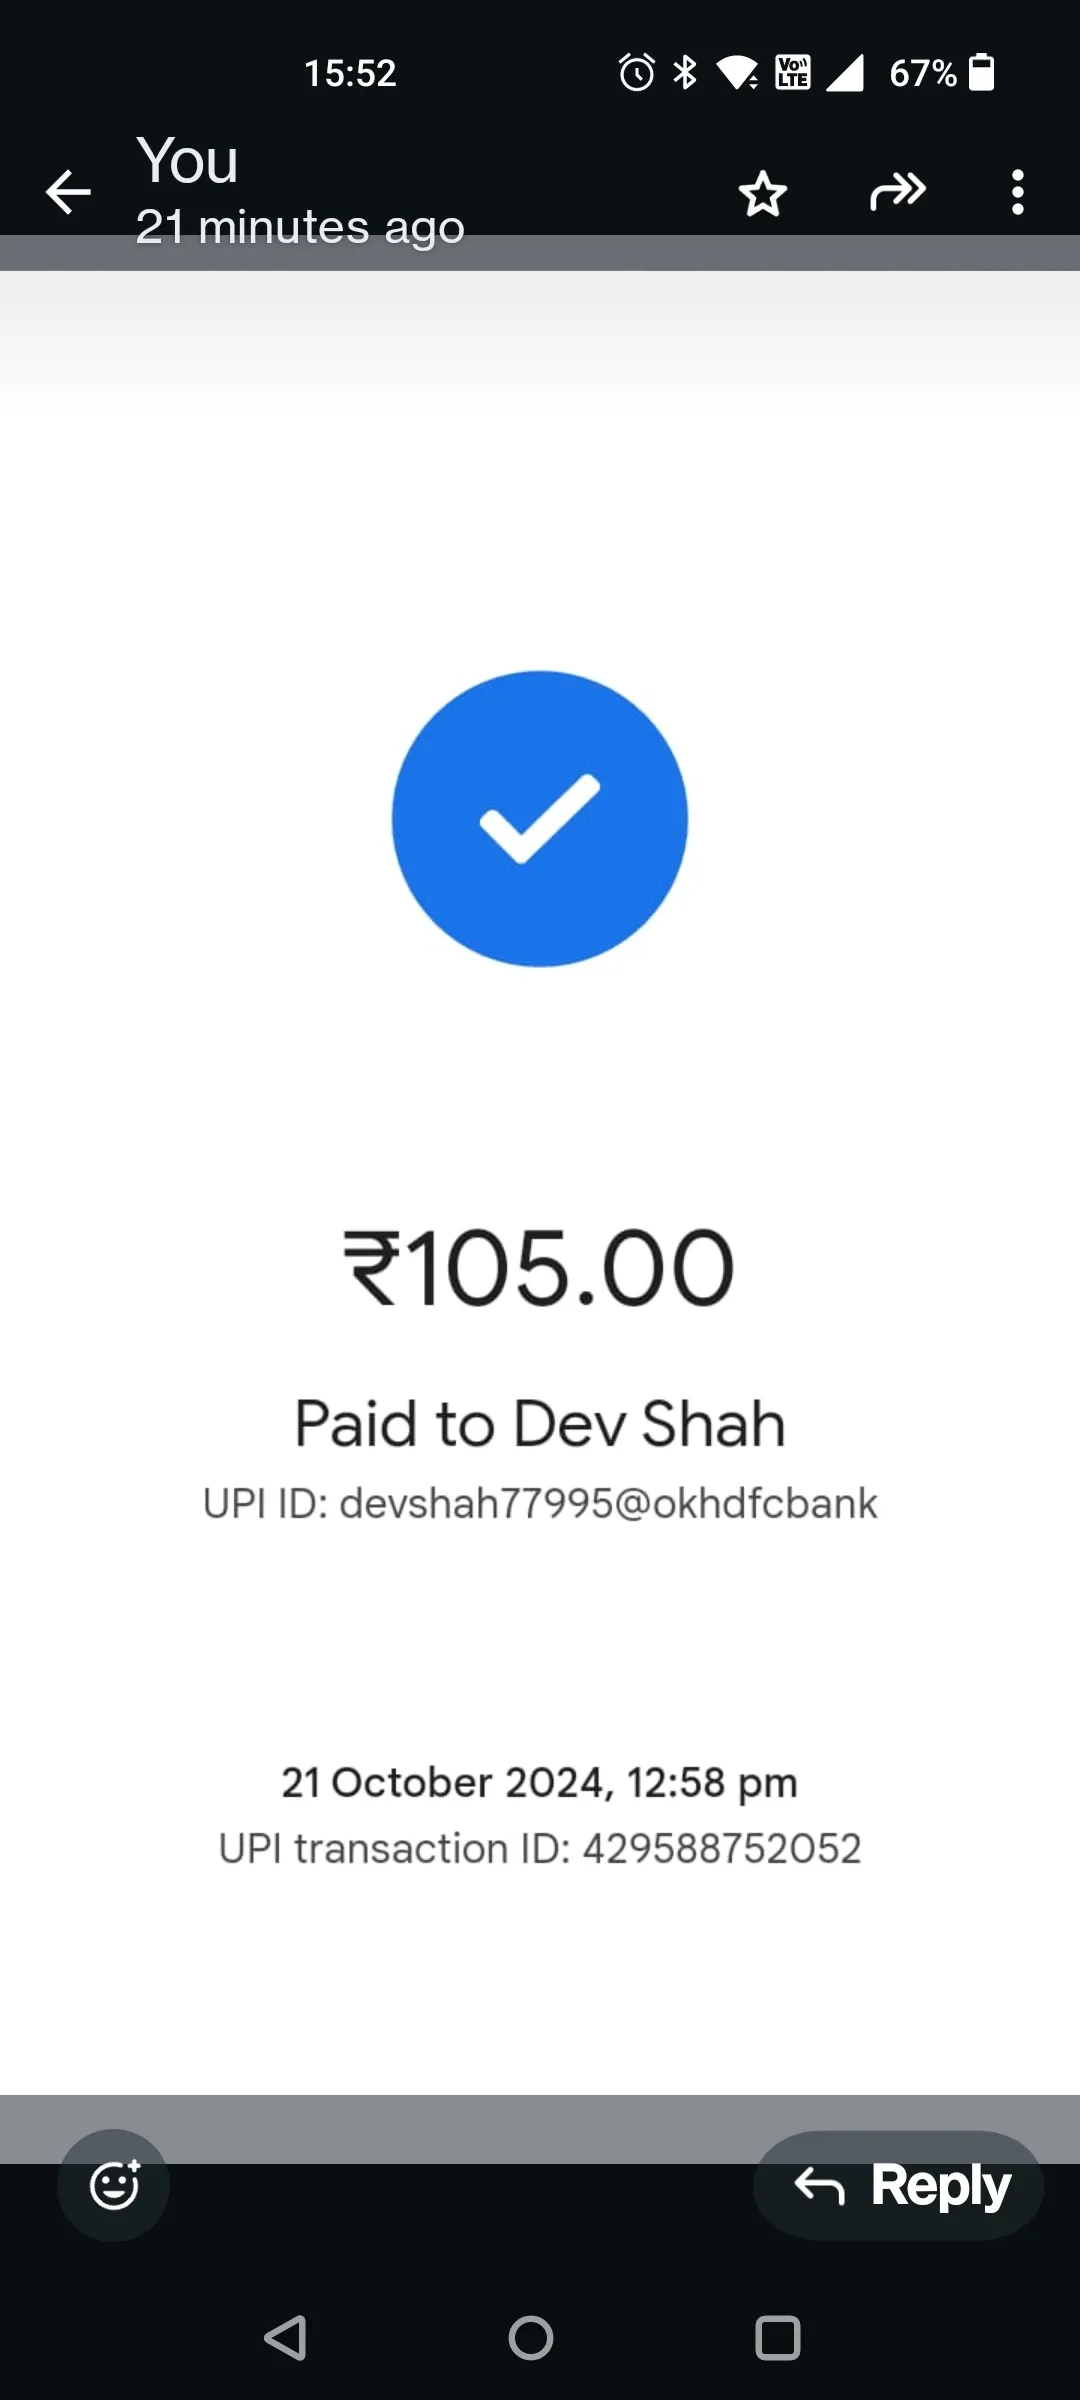 15:52
Vo)) LTE
67%
You
21 minutes ago
₹105.00
Paid to Dev Shah
UPI ID: devshah77995@okhdfcbank
21 October 2024, 12:58 pm
UPI transaction ID: 429588752052
Reply